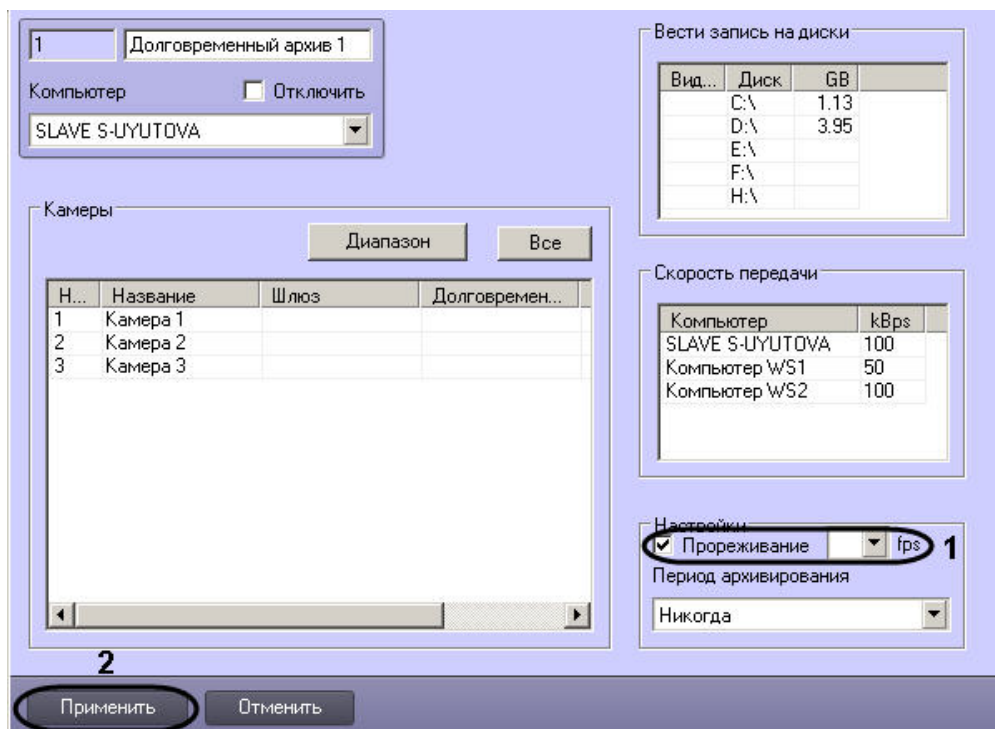 1 Долговременный архив 1
Компьютер Отключить
SLAVE S-UYUTOVA
Камеры
Диапазон Все
Н... Название Шлюз Долговремен...
1 Камера 1
2 Камера 2
3 Камера 3
Вести запись на диски
Вид... Диск GB
C:\ 1.13
D:\ 3.95
E:\
F:\
H:\
Скорость передачи
Компьютер kBps
SLAVE S-UYUTOVA 100
Компьютер WS1 50
Компьютер WS2 100
Настройки
Прореживание fps 1
Период архивирования
Никогда
2
Применить Отменить